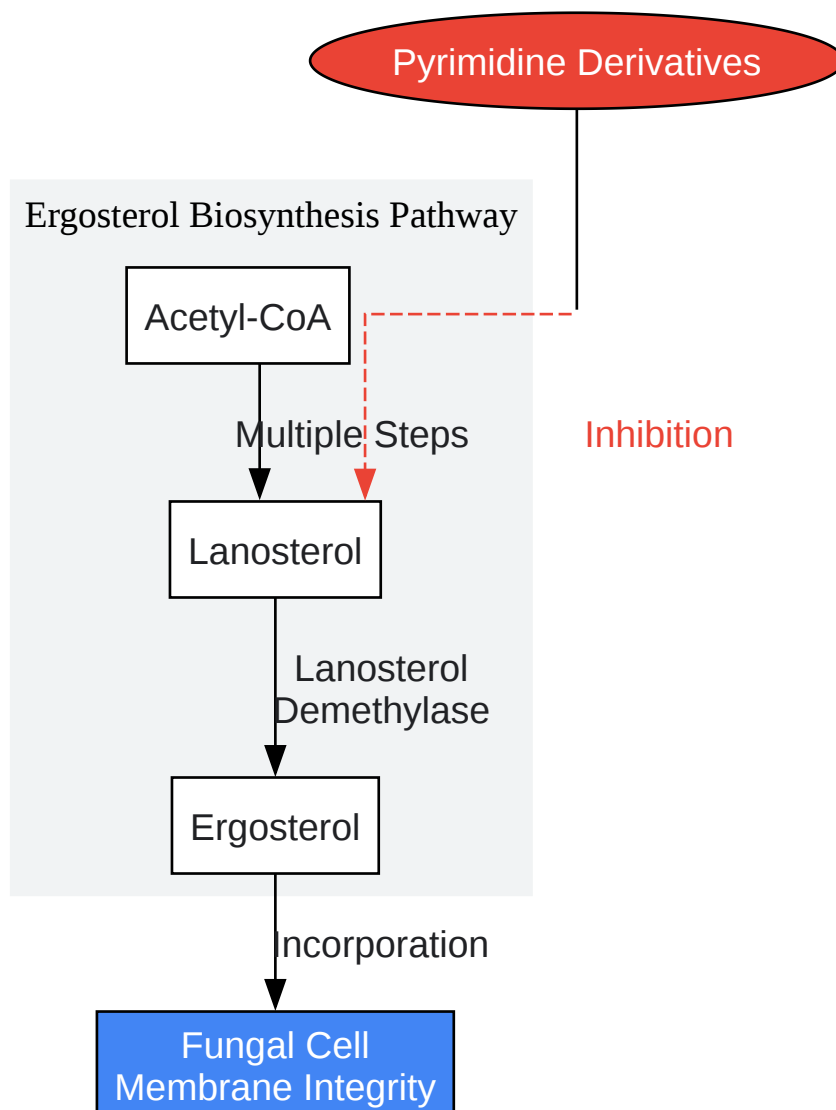 Pyrimidine Derivatives
Ergosterol Biosynthesis Pathway
Acetyl-CoA
Multiple Steps
Inhibition
Lanosterol
Lanosterol
Demethylase
Ergosterol
Incorporation
Fungal Cell
Membrane Integrity